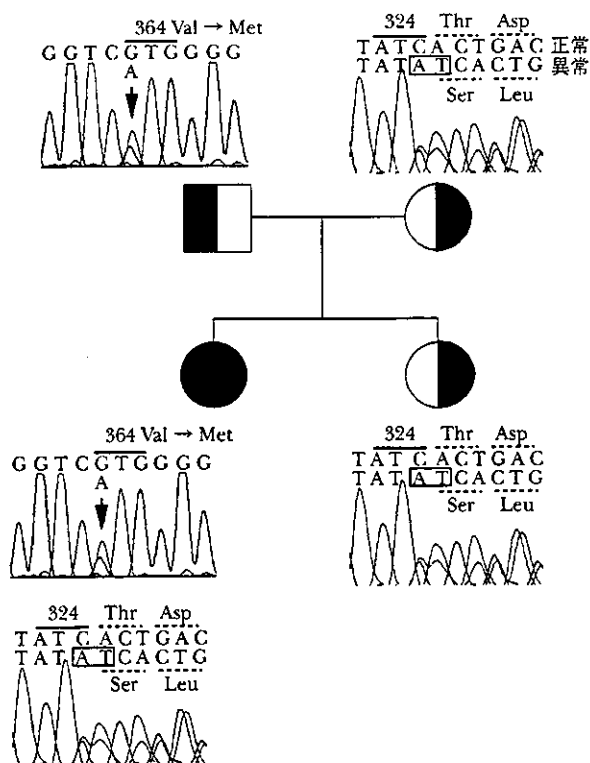 364 Val → Met
G G T C G T G G G G
A
324 Thr Asp
T A T C A C T G A C 正常
T A T A T C A C T G 異常
Ser Leu
364 Val → Met
G G T C G T G G G G
A
324 Thr Asp
T A T C A C T G A C
T A T A T C A C T G
Ser Leu
324 Thr Asp
T A T C A C T G A C
T A T A T C A C T G
Ser Leu